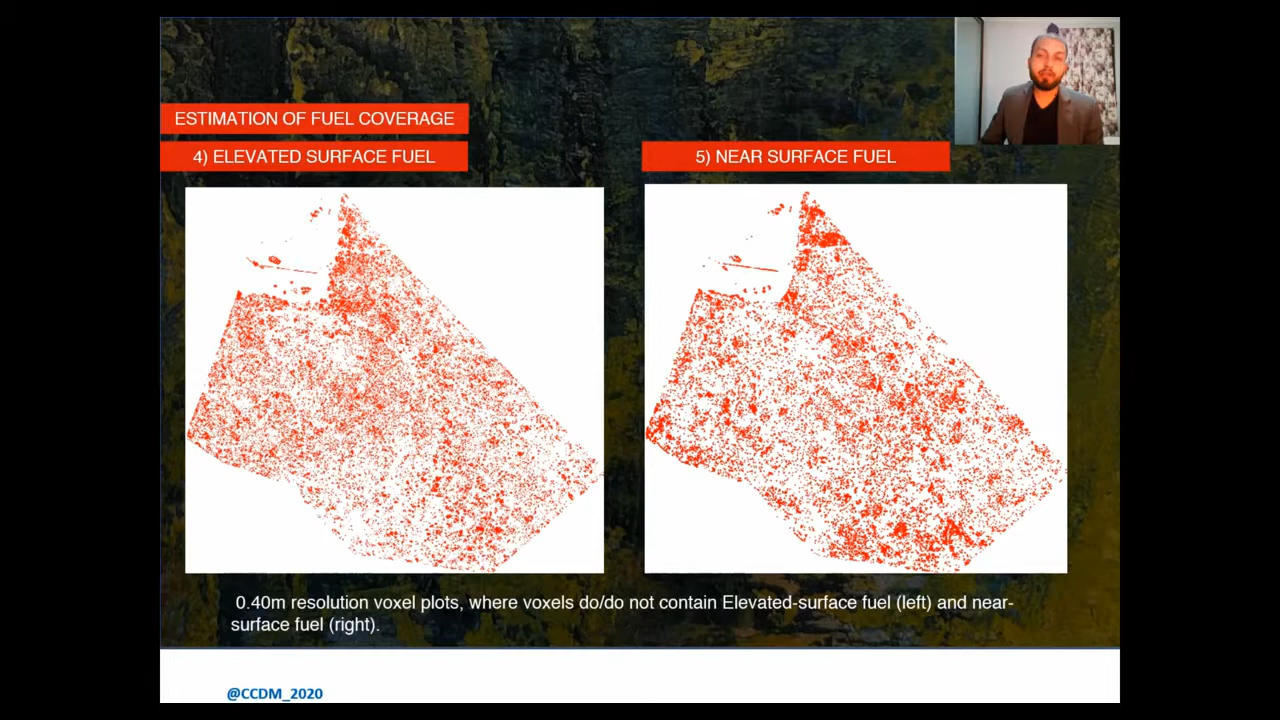 ESTIMATION OF FUEL COVERAGE
4) ELEVATED SURFACE FUEL
5) NEAR SURFACE FUEL
0.40m resolution voxel plots, where voxels do/do not contain Elevated-surface fuel (left) and near-
surface fuel (right).
@CCDM_2020